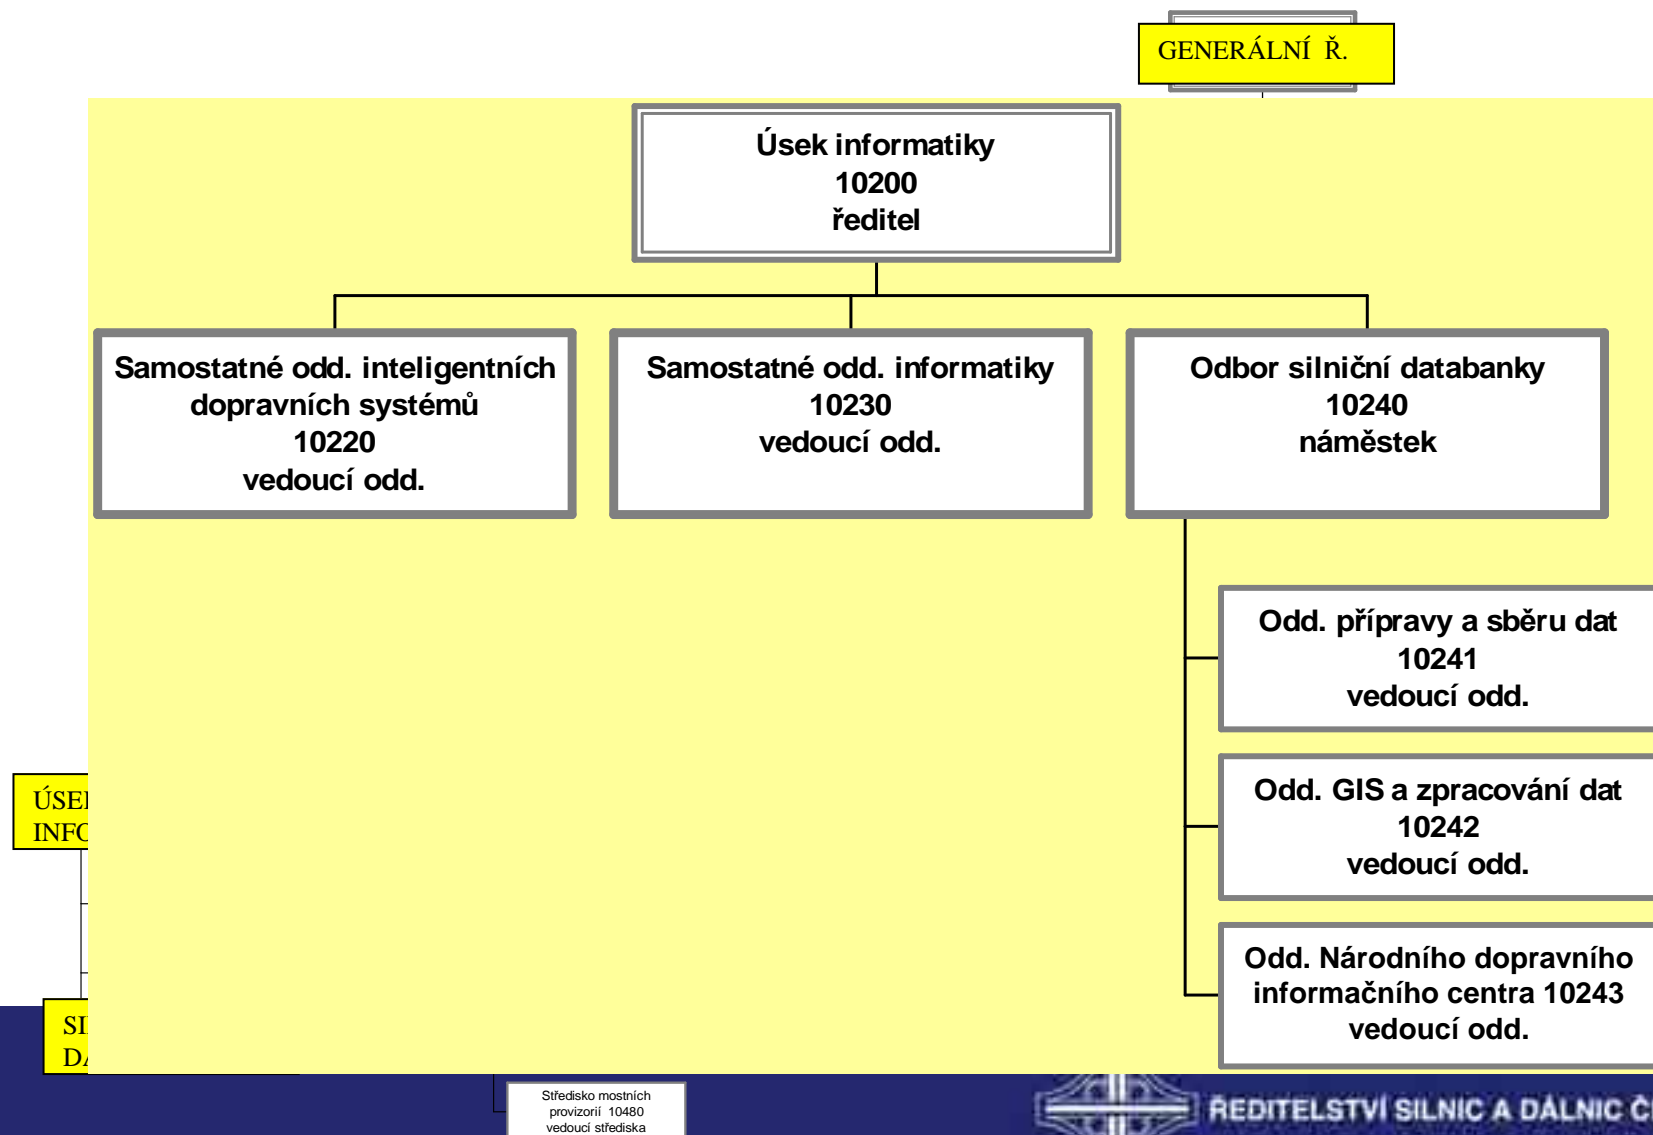 GENERÁLNÍ Ř.
Úsek informatiky
10200
ředitel
Samostatné odd. inteligentních
dopravních systémů
10220
vedoucí odd.
Samostatné odd. informatiky
10230
vedoucí odd.
Odbor silniční databanky
10240
náměstek
Odd. přípravy a sběru dat
10241
vedoucí odd.
Odd. GIS a zpracování dat
10242
vedoucí odd.
Odd. Národního dopravního
informačního centra 10243
vedoucí odd.
Středisko mostních
provizorií 10480
vedoucí střediska
ŘEDITELSTVÍ SILNIC A DÁLNIC